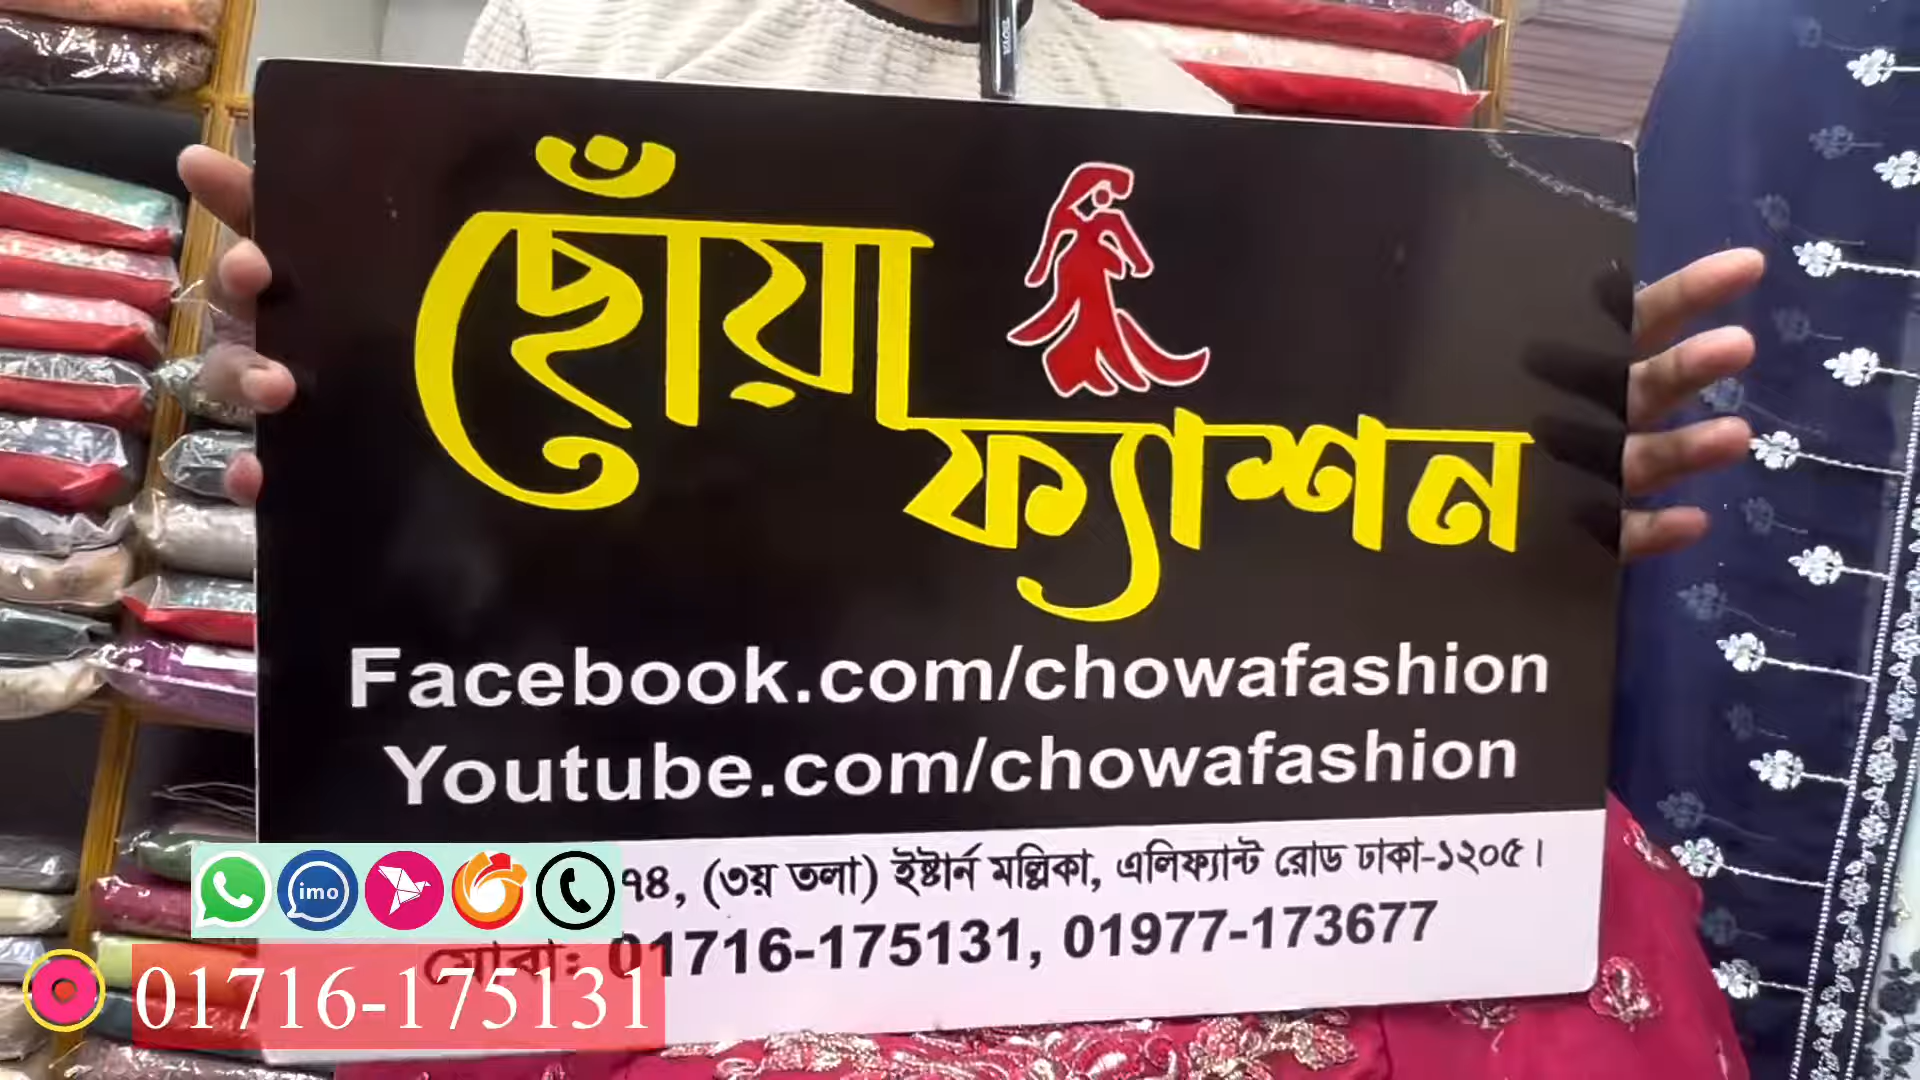 ছোঁয়া
ফ্যাশন
Facebook.com/chowafashion
Youtube.com/chowafashion
৭৪, (৩য় তলা) ইষ্টার্ন মল্লিকা, এলিফ্যান্ট রোড ঢাকা-১২০৫।
মোবা: 01716-175131, 01977-173677
imo
01716-175131